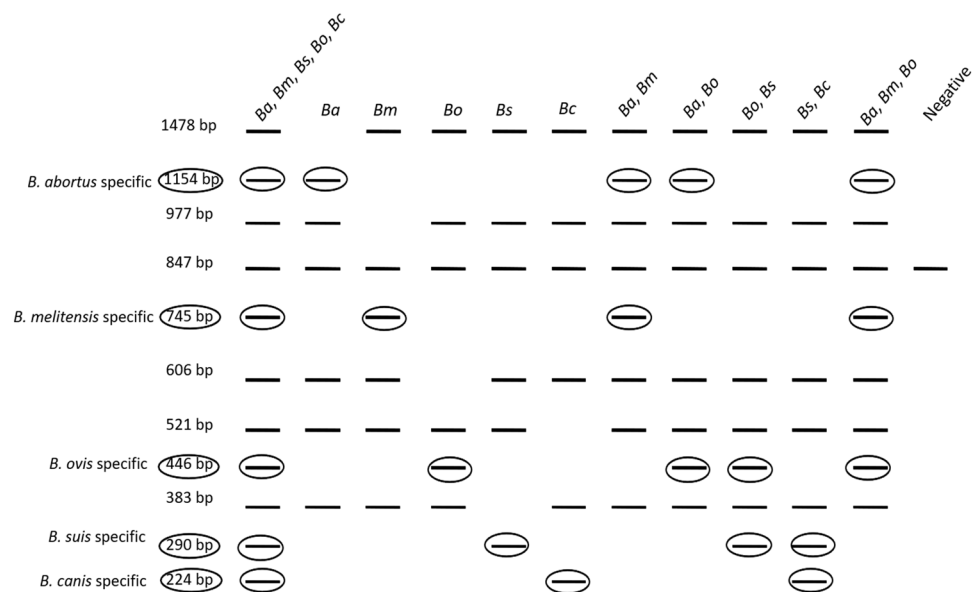 Ba, Bm, Bs, Bo, Bc
Ba
Bm
Bo
Bs
Bc
Ba, Bm
Ba, Bo
Bo, Bs
Bs, Bc
Ba, Bm, Bo
Negative
1478 bp
B. abortus specific 1154 bp
977 bp
847 bp
B. melitensis specific 745 bp
606 bp
521 bp
B. ovis specific 446 bp
383 bp
B. suis specific 290 bp
B. canis specific 224 bp